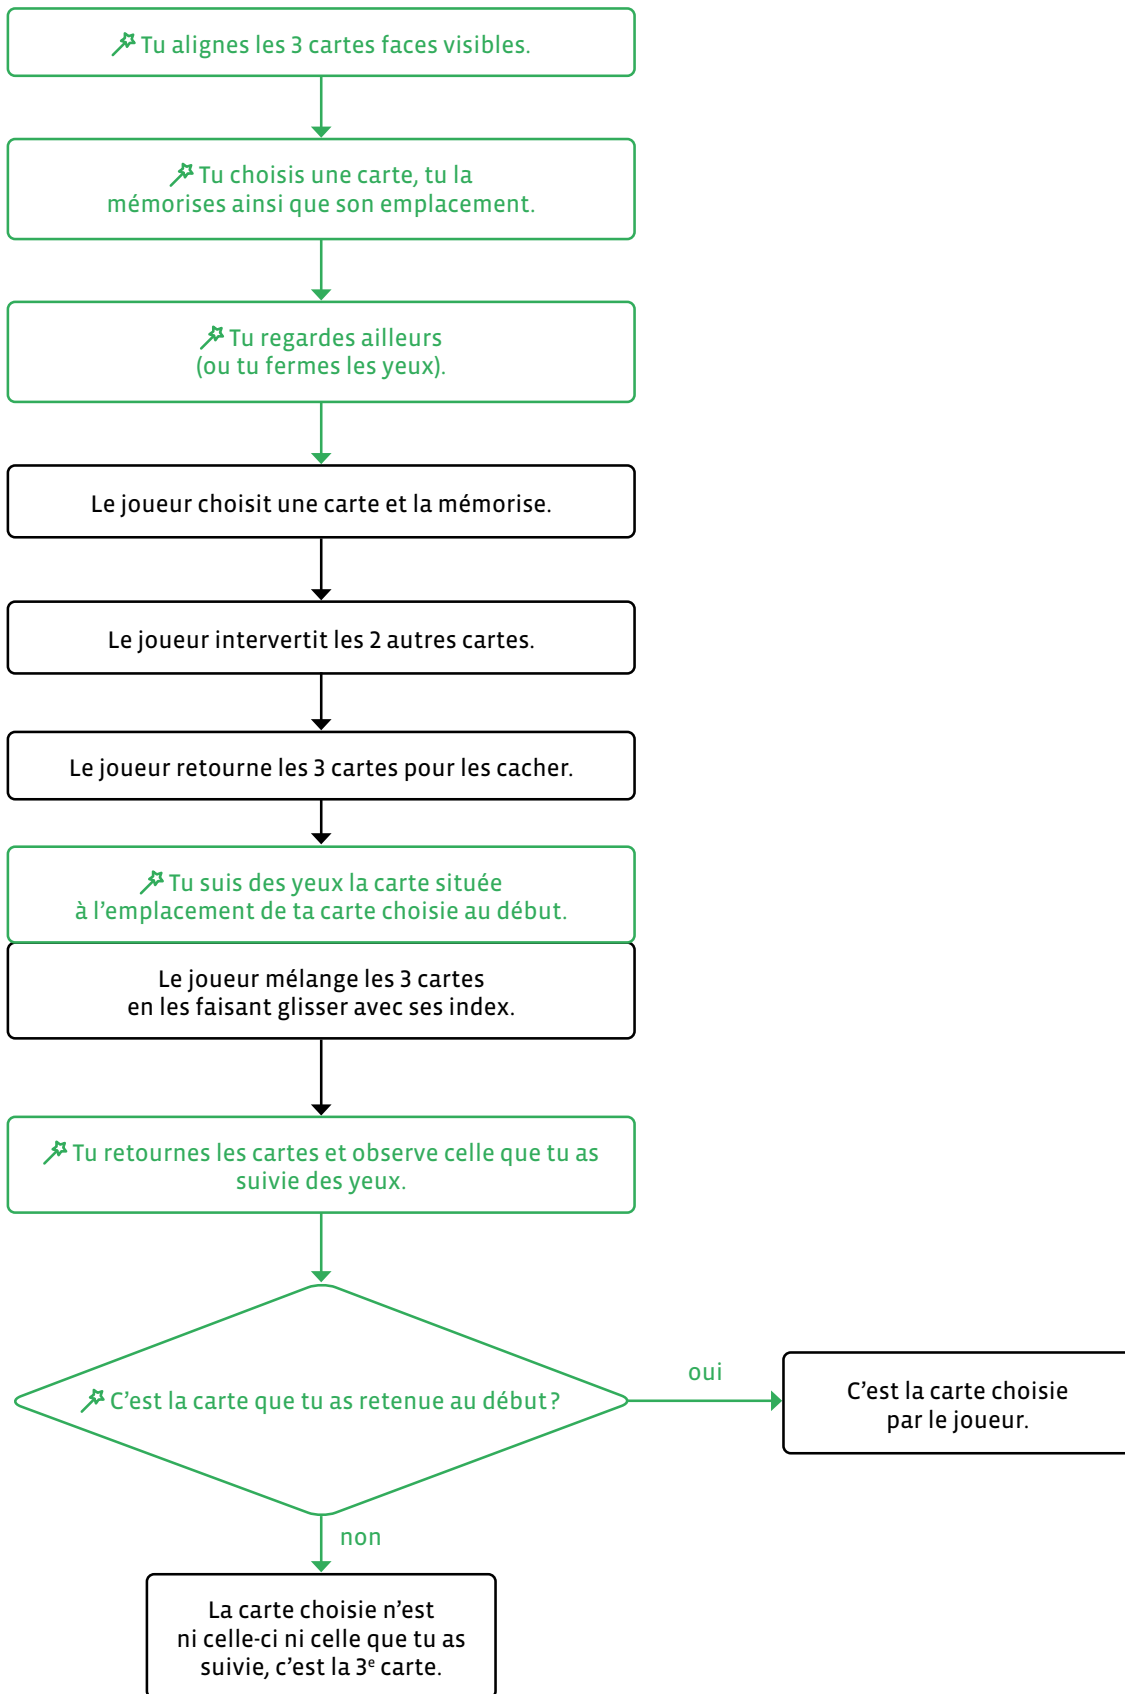 Tu alignes les 3 cartes faces visibles.
Tu choisis une carte, tu la
mémorises ainsi que son emplacement.
Tu regardes ailleurs
(ou tu fermes les yeux).
Le joueur choisit une carte et la mémorise.
Le joueur intervertit les 2 autres cartes.
Le joueur retourne les 3 cartes pour les cacher.
Tu suis des yeux la carte située
à l’emplacement de ta carte choisie au début.
Le joueur mélange les 3 cartes
en les faisant glisser avec ses index.
Tu retournes les cartes et observe celle que tu as
suivie des yeux.
C’est la carte que tu as retenue au début ?
oui
C’est la carte choisie
par le joueur.
non
La carte choisie n’est
ni celle-ci ni celle que tu as
suivie, c’est la 3ᵉ carte.